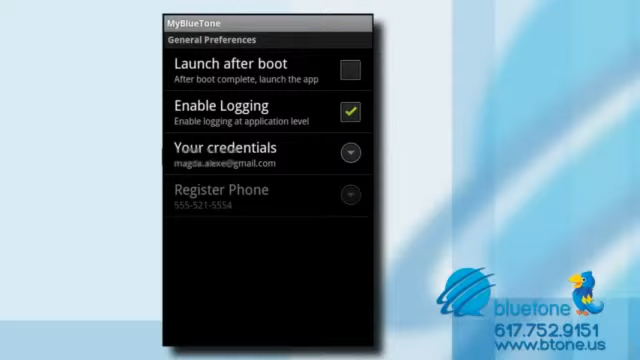 MyBlueTone
General Preferences
Launch after boot
After boot complete, launch the app
Enable Logging
Enable logging at application level
Your credentials
magda.alexe@gmail.com
Register Phone
555-521-5554
bluetone
617.752.9151
www.btone.us